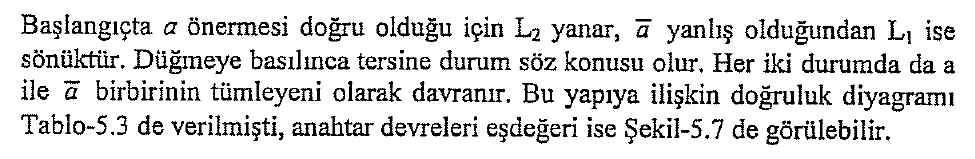 Başlangıçta a önermesi doğru olduğu için L₂ yanar, a̅ yanlış olduğundan L₁ ise
sönüktür. Düğmeye basılınca tersine durum söz konusu olur. Her iki durumda da a
ile a̅ birbirinin tümleyeni olarak davranır. Bu yapıya ilişkin doğruluk diyagramı
Tablo-5.3 de verilmişti, anahtar devreleri eşdeğeri ise Şekil-5.7 de görülebilir.